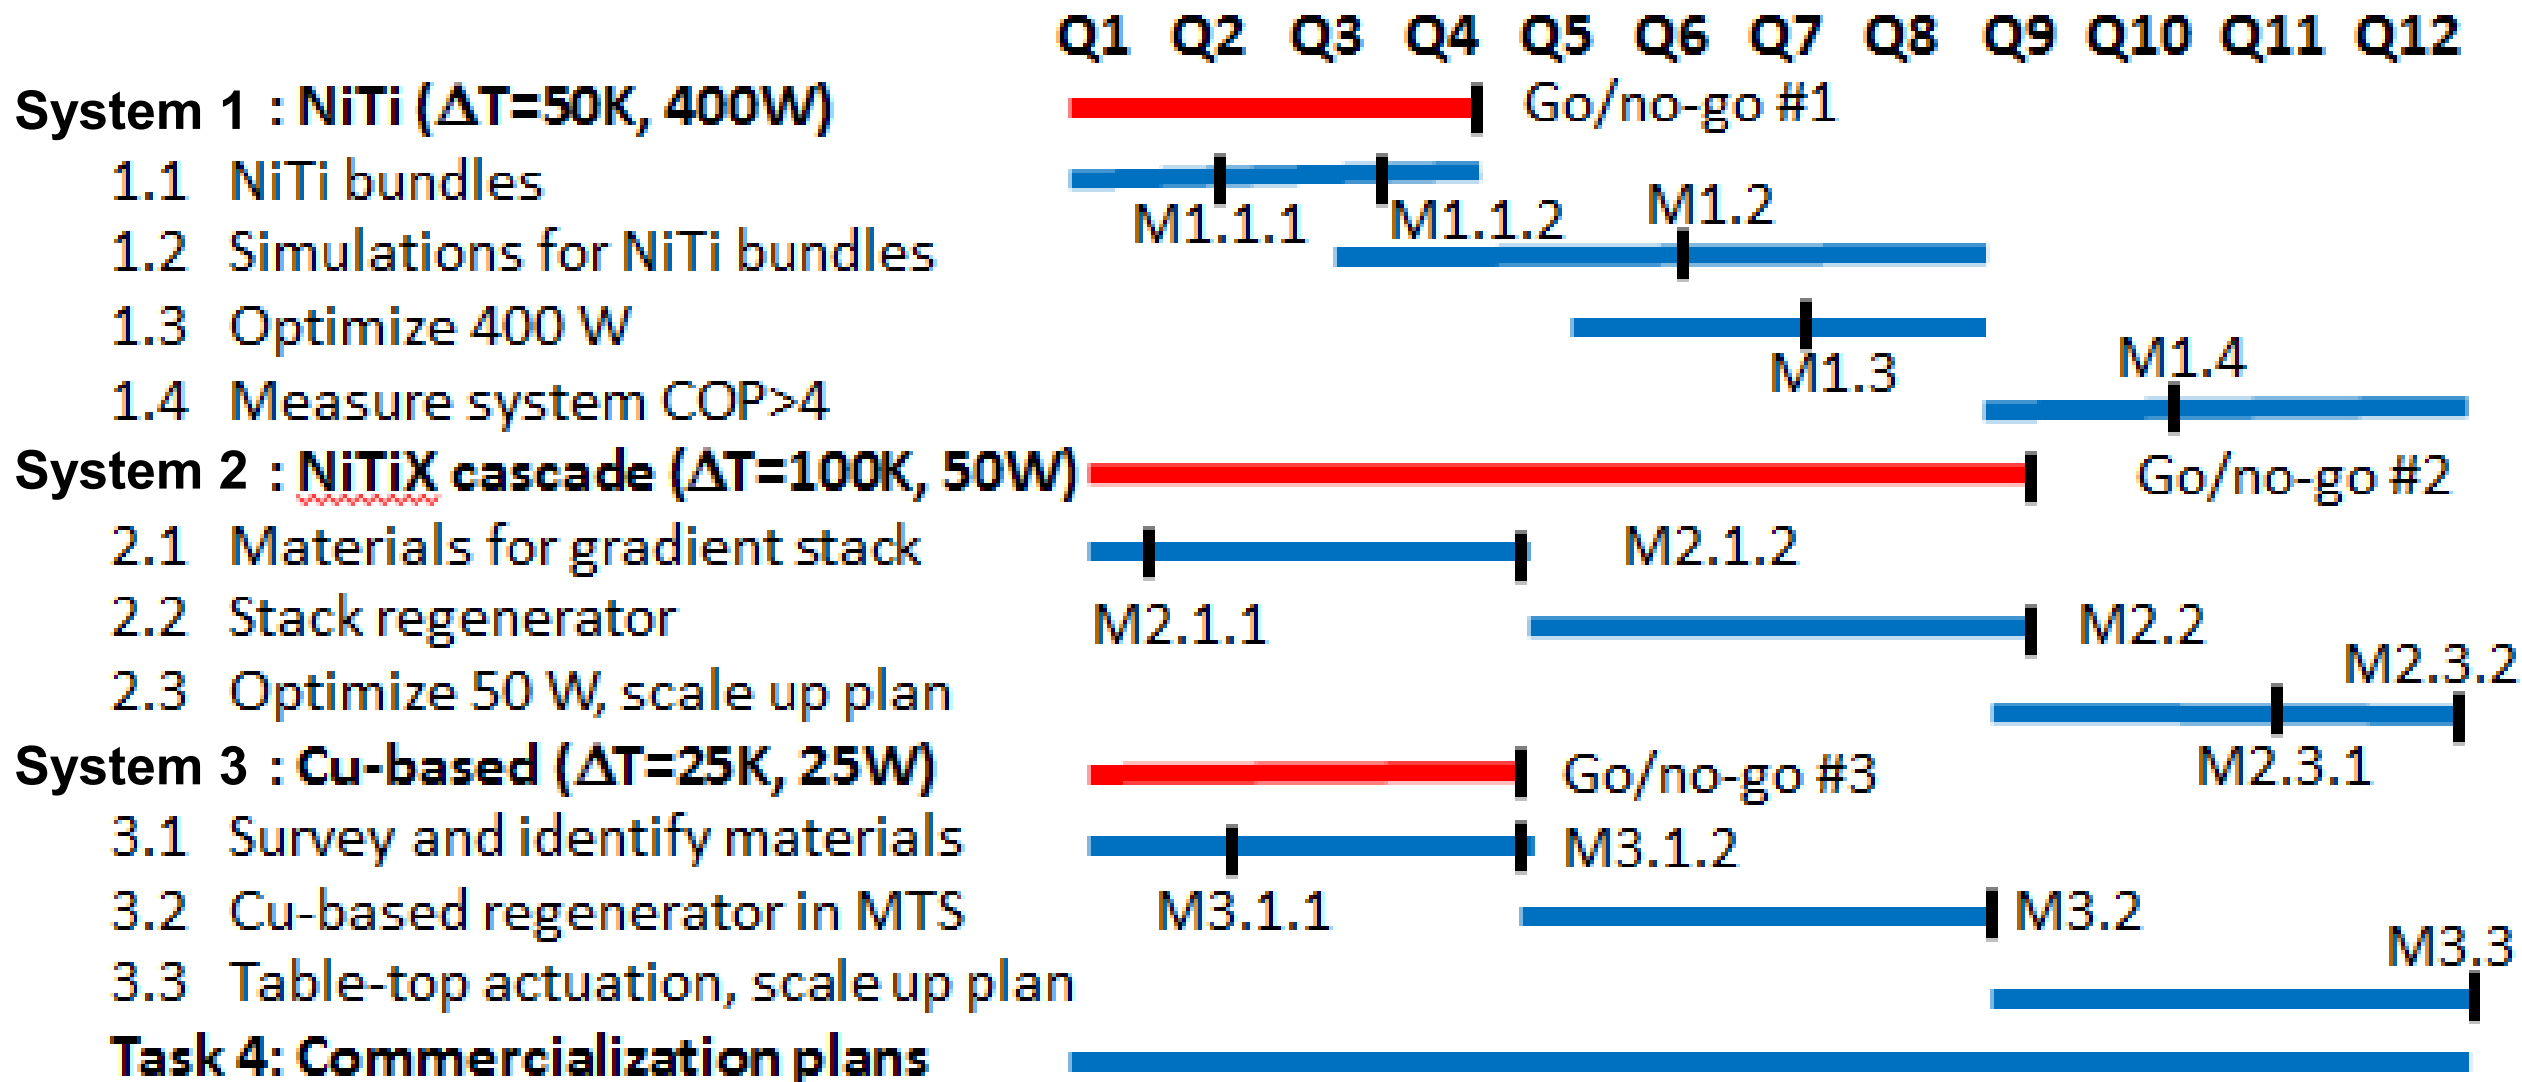 Q1 Q2 Q3 Q4 Q5 Q6 Q7 Q8 Q9 Q10 Q11 Q12
System 1 : NiTi (ΔT=50K, 400W) Go/no-go #1
1.1 NiTi bundles
M1.1.1 M1.1.2 M1.2
1.2 Simulations for NiTi bundles
1.3 Optimize 400 W
M1.3 M1.4
1.4 Measure system COP>4
System 2 : NiTiX cascade (ΔT=100K, 50W) Go/no-go #2
2.1 Materials for gradient stack M2.1.2
2.2 Stack regenerator M2.1.1 M2.2
M2.3.2
2.3 Optimize 50 W, scale up plan
M2.3.1
System 3 : Cu-based (ΔT=25K, 25W) Go/no-go #3
3.1 Survey and identify materials M3.1.2
3.2 Cu-based regenerator in MTS M3.1.1 M3.2
M3.3
3.3 Table-top actuation, scale up plan
Task 4: Commercialization plans